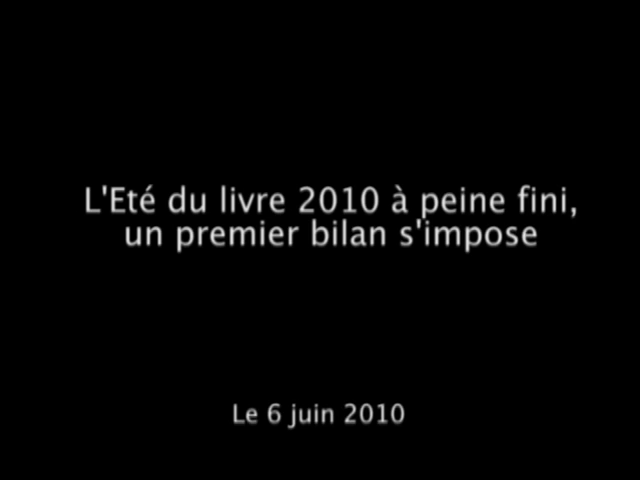 L'Eté du livre 2010 à peine fini,
un premier bilan s'impose
Le 6 juin 2010